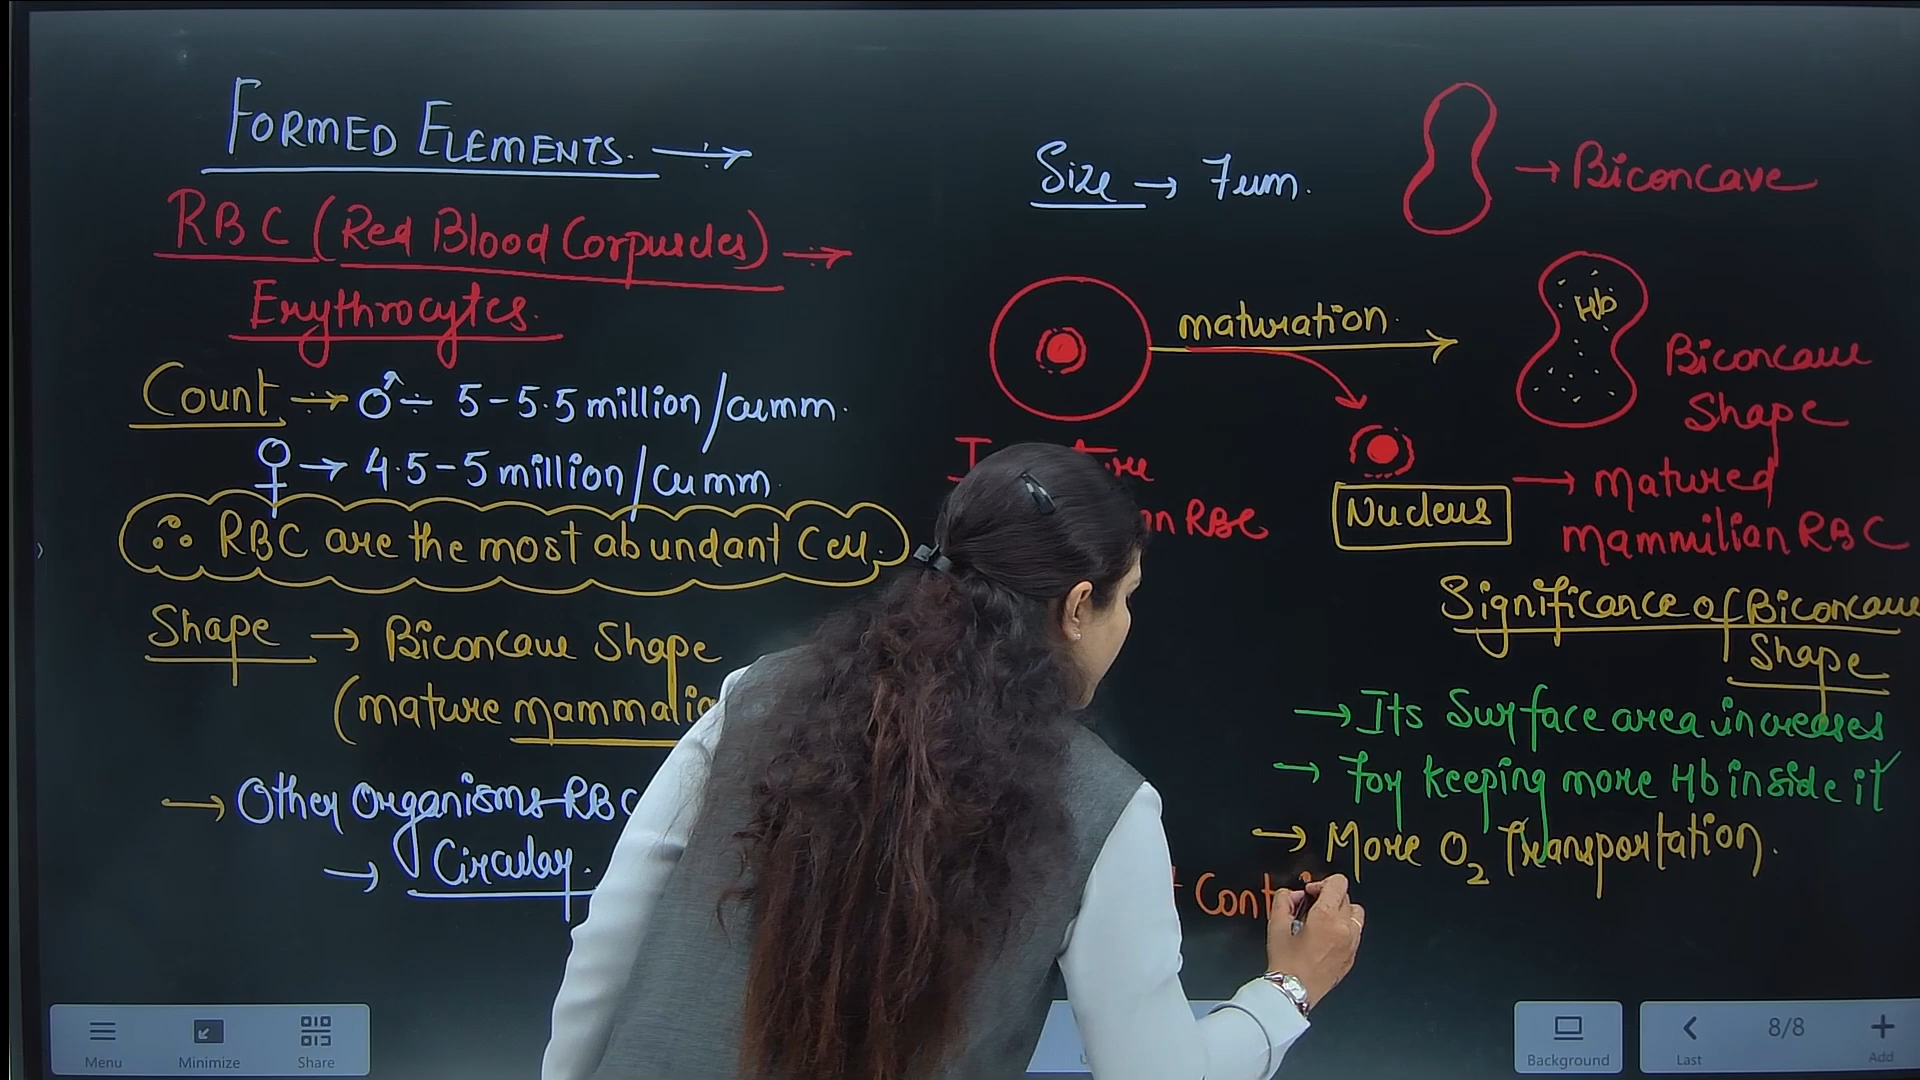 FORMED ELEMENTS. →
RBC (Red Blood Corpuscles) →
Erythrocytes.
Count → ♂ 5-5.5 million/cumm.
♀ → 4.5-5 million/cumm
∴ RBC are the most abundant Cell.
Shape → Biconcave Shape
(mature mammalia
→ Other Organisms RBC
→ Circular.
Size → 7um.
→ Biconcave
maturation
Hb
Biconcave
Shape
Nucleus
n RBC
→ matured
mammilian RBC
Significance of Biconcave
Shape
→ Its Surface area increases
→ for keeping more Hb inside it
→ More O₂ Transportation.
Cont
Menu
Minimize
Share
Background
Last
8/8
Add